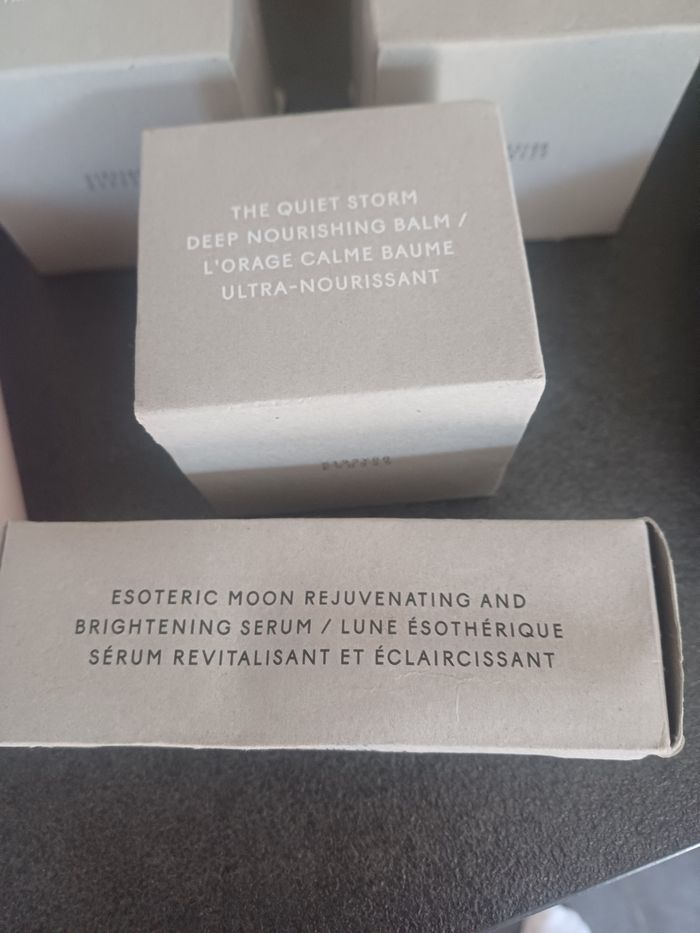 THE QUIET STORM
DEEP NOURISHING BALM /
L'ORAGE CALME BAUME
ULTRA-NOURISSANT
ESOTERIC MOON REJUVENATING AND
BRIGHTENING SERUM / LUNE ÉSOTHÉRIQUE
SÉRUM REVITALISANT ET ÉCLAIRCISSANT